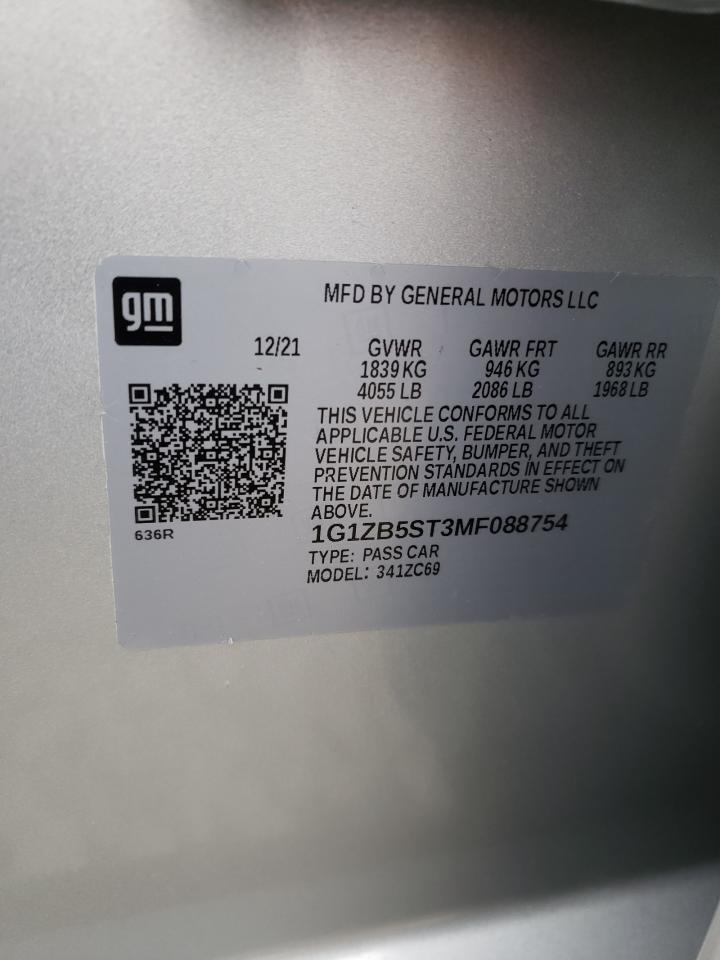 gm
MFD BY GENERAL MOTORS LLC
12/21 GVWR GAWR FRT GAWR RR
1839 KG 946 KG 893 KG
4055 LB 2086 LB 1968 LB
THIS VEHICLE CONFORMS TO ALL
APPLICABLE U.S. FEDERAL MOTOR
VEHICLE SAFETY, BUMPER, AND THEFT
PREVENTION STANDARDS IN EFFECT ON
THE DATE OF MANUFACTURE SHOWN
ABOVE.
636R
1G1ZB5ST3MF088754
TYPE: PASS CAR
MODEL: 341ZC69